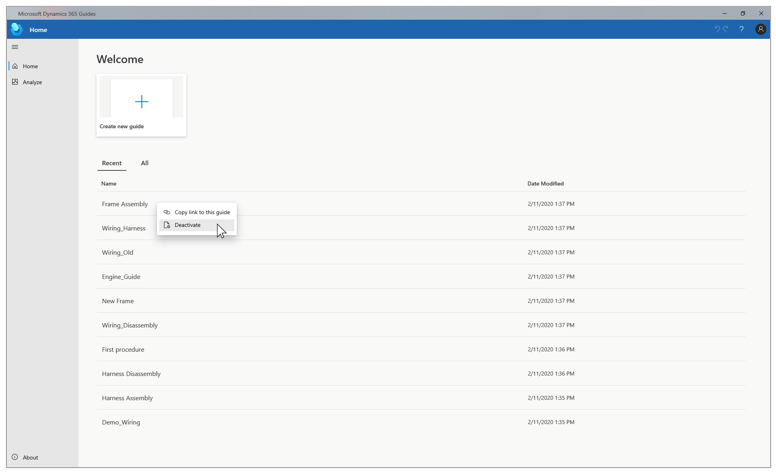 Microsoft Dynamics 365 Guides
Home
Home
Analyze
Welcome
Create new guide
Recent All
Name Date Modified
Frame Assembly 2/11/2020 1:37 PM
Copy link to this guide
Deactivate
Wiring_Harness 2/11/2020 1:37 PM
Wiring_Old 2/11/2020 1:37 PM
Engine_Guide 2/11/2020 1:37 PM
New Frame 2/11/2020 1:37 PM
Wiring_Disassembly 2/11/2020 1:37 PM
First procedure 2/11/2020 1:36 PM
Harness Disassembly 2/11/2020 1:36 PM
Harness Assembly 2/11/2020 1:35 PM
Demo_Wiring 2/11/2020 1:35 PM
About